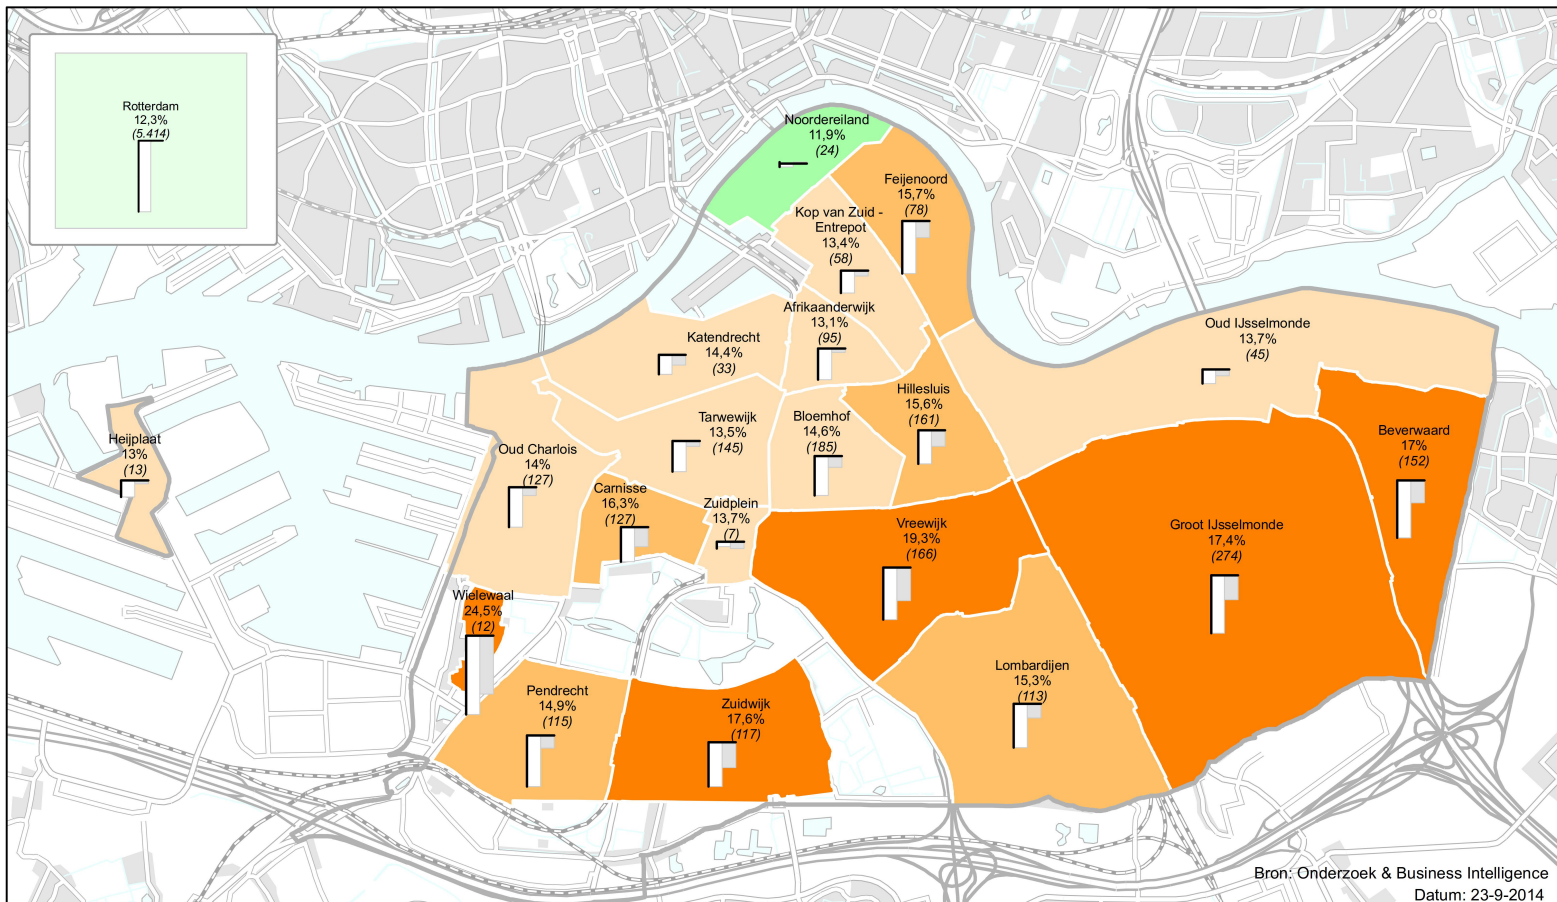 Rotterdam
12,3%
(5.414)
Noordereiland
11,9%
(24)
Feijenoord
15,7%
(78)
Kop van Zuid -
Entrepot
13,4%
(58)
Afrikaanderwijk
13,1%
(95)
Katendrecht
14,4%
(33)
Oud IJsselmonde
13,7%
(45)
Hillesluis
15,6%
(161)
Tarwewijk
13,5%
(145)
Bloemhof
14,6%
(185)
Beverwaard
17%
(152)
Heijplaat
13%
(13)
Oud Charlois
14%
(127)
Carnisse
16,3%
(127)
Zuidplein
13,7%
(7)
Vreewijk
19,3%
(166)
Groot IJsselmonde
17,4%
(274)
Wielewaal
24,5%
(12)
Lombardijen
15,3%
(113)
Pendrecht
14,9%
(115)
Zuidwijk
17,6%
(117)
Bron: Onderzoek & Business Intelligence
Datum: 23-9-2014